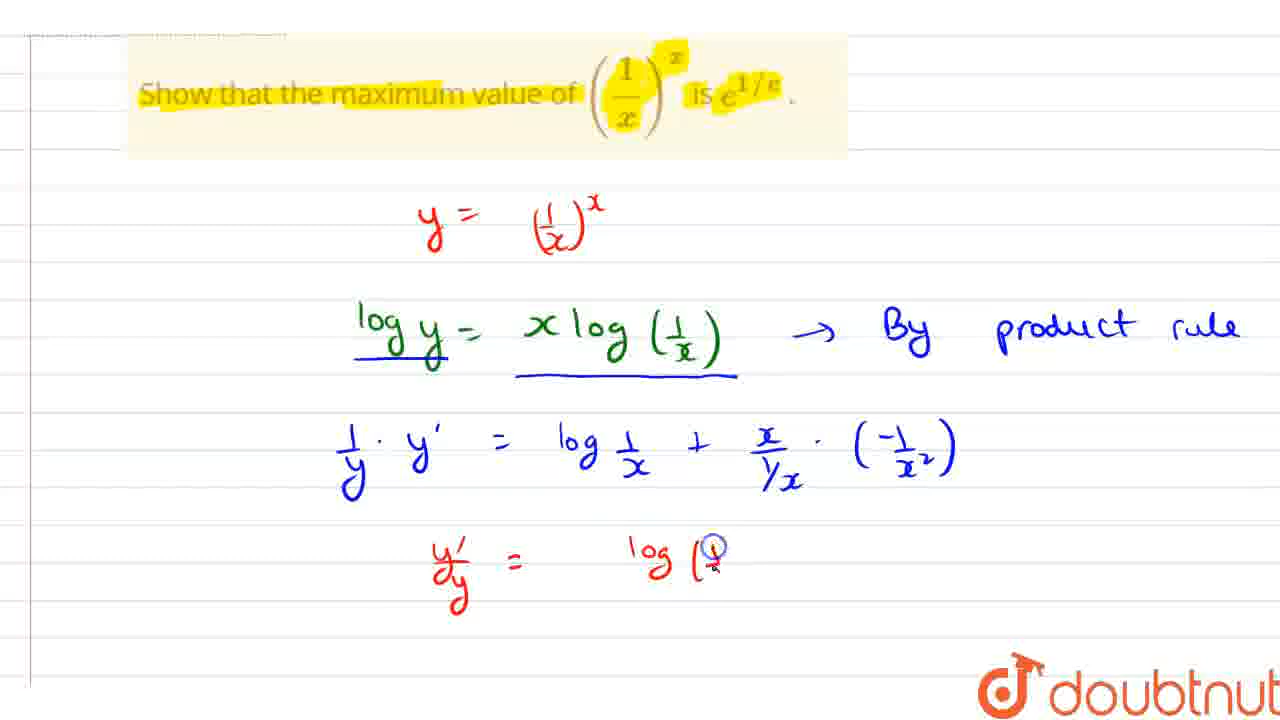 Show that the maximum value of (1/x)^x is e^{1/e} .
y = (1/x)^x
log y = x log (1/x) → By product rule
1/y · y' = log 1/x + x/(1/x) · (-1/x²)
y'/y = log (1
doubtnut